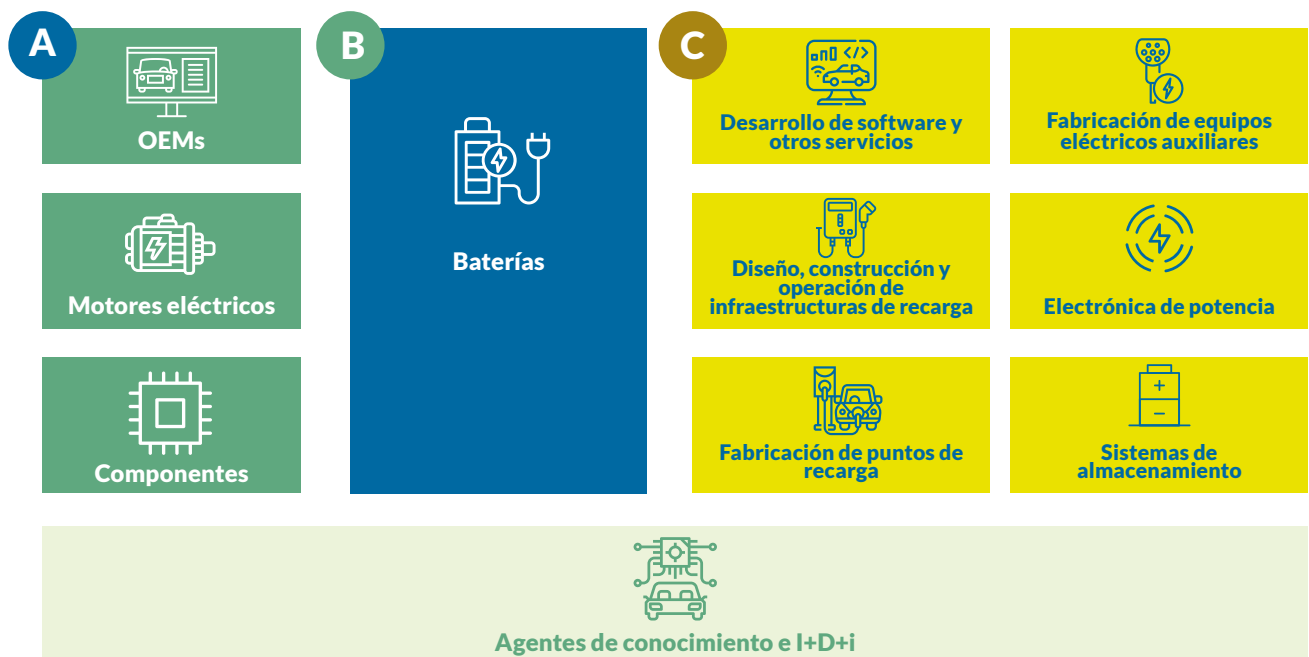 A
OEMs
Motores eléctricos
Componentes
B
Baterías
C
Desarrollo de software y
otros servicios
Fabricación de equipos
eléctricos auxiliares
Diseño, construcción y
operación de
infraestructuras de recarga
Electrónica de potencia
Fabricación de puntos de
recarga
Sistemas de
almacenamiento
Agentes de conocimiento e I+D+i